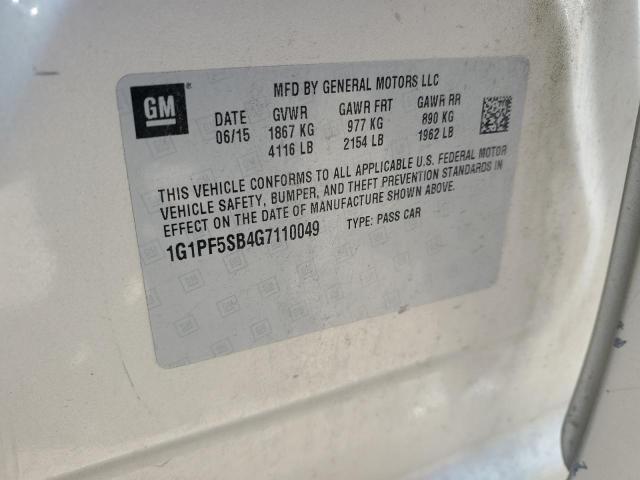 GM
MFD BY GENERAL MOTORS LLC
DATE GVWR GAWR FRT GAWR RR
06/15 1867 KG 977 KG 890 KG
4116 LB 2154 LB 1962 LB
THIS VEHICLE CONFORMS TO ALL APPLICABLE U.S. FEDERAL MOTOR
VEHICLE SAFETY, BUMPER, AND THEFT PREVENTION STANDARDS IN
EFFECT ON THE DATE OF MANUFACTURE SHOWN ABOVE.
1G1PF5SB4G7110049 TYPE: PASS CAR